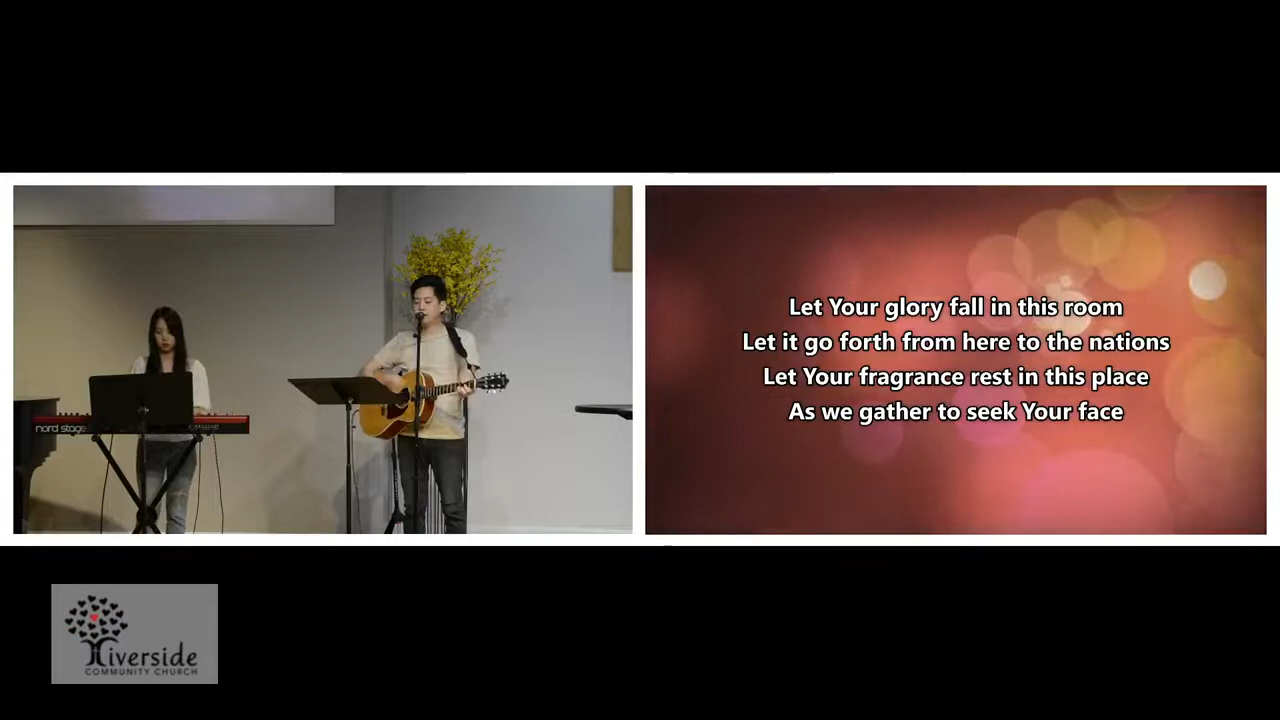 nord stage
Let Your glory fall in this room
Let it go forth from here to the nations
Let Your fragrance rest in this place
As we gather to seek Your face
Riverside
COMMUNITY CHURCH